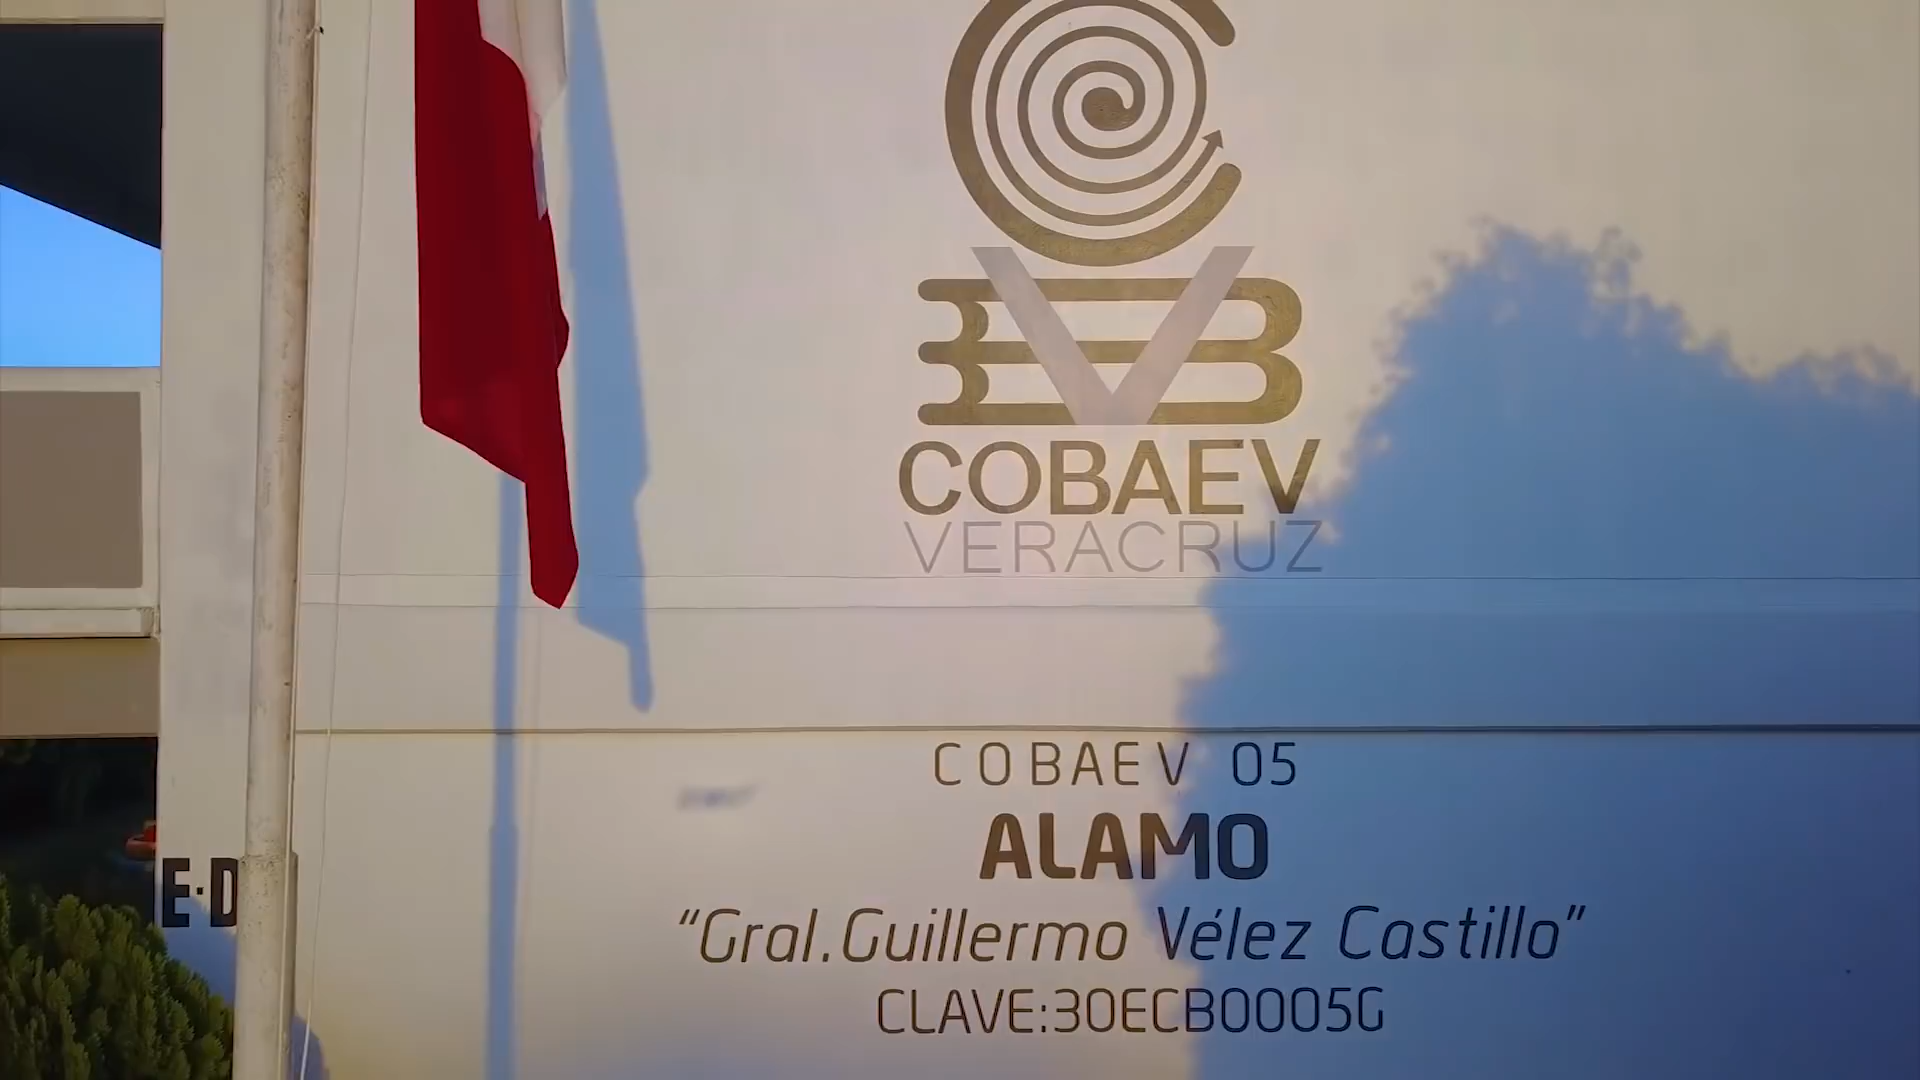 COBAEV
VERACRUZ
COBAEV 05
ALAMO
“Gral.Guillermo Vélez Castillo”
CLAVE:30ECB0005G
E·D